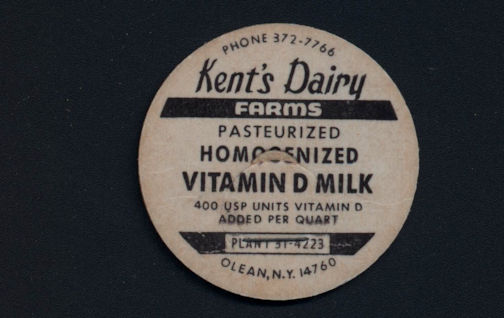 PHONE 372-7766
Kent's Dairy
FARMS
PASTEURIZED
HOMOGENIZED
VITAMIN D MILK
400 USP UNITS VITAMIN D
ADDED PER QUART
PLANT 31-4223
OLEAN, N.Y. 14760